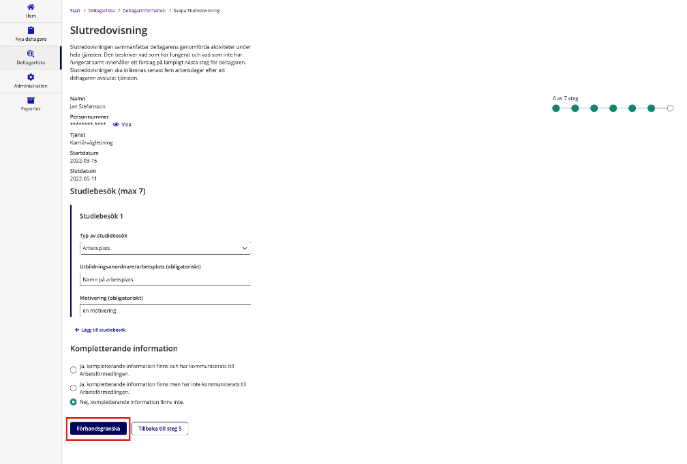 Hem
Nya deltagare
Deltagarlista
Administration
Exporter
Start / Deltagarlista / Deltagarinformation / Skapa Slutredovisning
Slutredovisning
Slutredovisningen sammanfattar deltagarens genomförda aktiviteter under
hela tjänsten. Den beskriver vad som har fungerat och vad som inte har
fungerat samt innehåller ett förslag på lämpligt nästa steg för deltagaren.
Slutredovisningen ska inlämnas senast fem arbetsdagar efter att
deltagaren avslutat tjänsten.
Namn
Jan Stefansson
6 av 7 steg
Personnummer
********-**** Visa
Tjänst
Karriärvägledning
Startdatum
2022-03-15
Slutdatum
2022-05-11
Studiebesök (max 7)
Studiebesök 1
Typ av studiebesök
Arbetsplats
Utbildningsanordnare/arbetsplats (obligatoriskt)
Namn på arbetsplats
Motivering (obligatoriskt)
en motivering
+ Lägg till studiebesök
Kompletterande information
Ja, kompletterande information finns och har kommunicerats till
Arbetsförmedlingen.
Ja, kompletterande information finns men har inte kommunicerats till
Arbetsförmedlingen.
Nej, kompletterande information finns inte.
Förhandsgranska
Tillbaka till steg 5